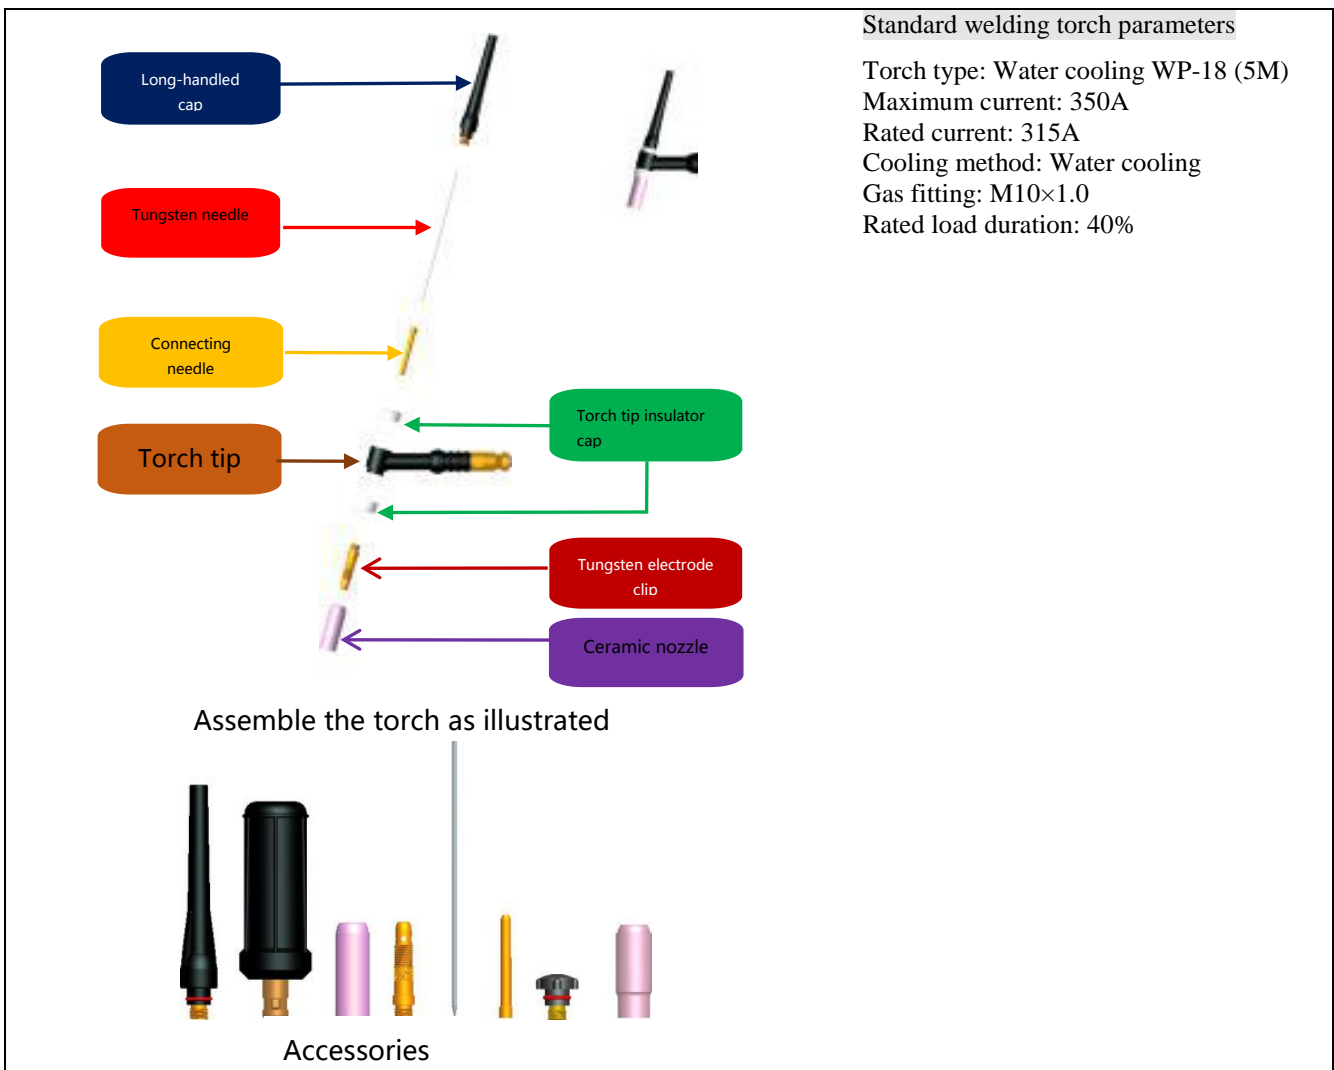 Standard welding torch parameters
Torch type: Water cooling WP-18 (5M)
Maximum current: 350A
Rated current: 315A
Cooling method: Water cooling
Gas fitting: M10×1.0
Rated load duration: 40%
Long-handled
cap
Tungsten needle
Connecting
needle
Torch tip insulator
cap
Torch tip
Tungsten electrode
clip
Ceramic nozzle
Assemble the torch as illustrated
Accessories